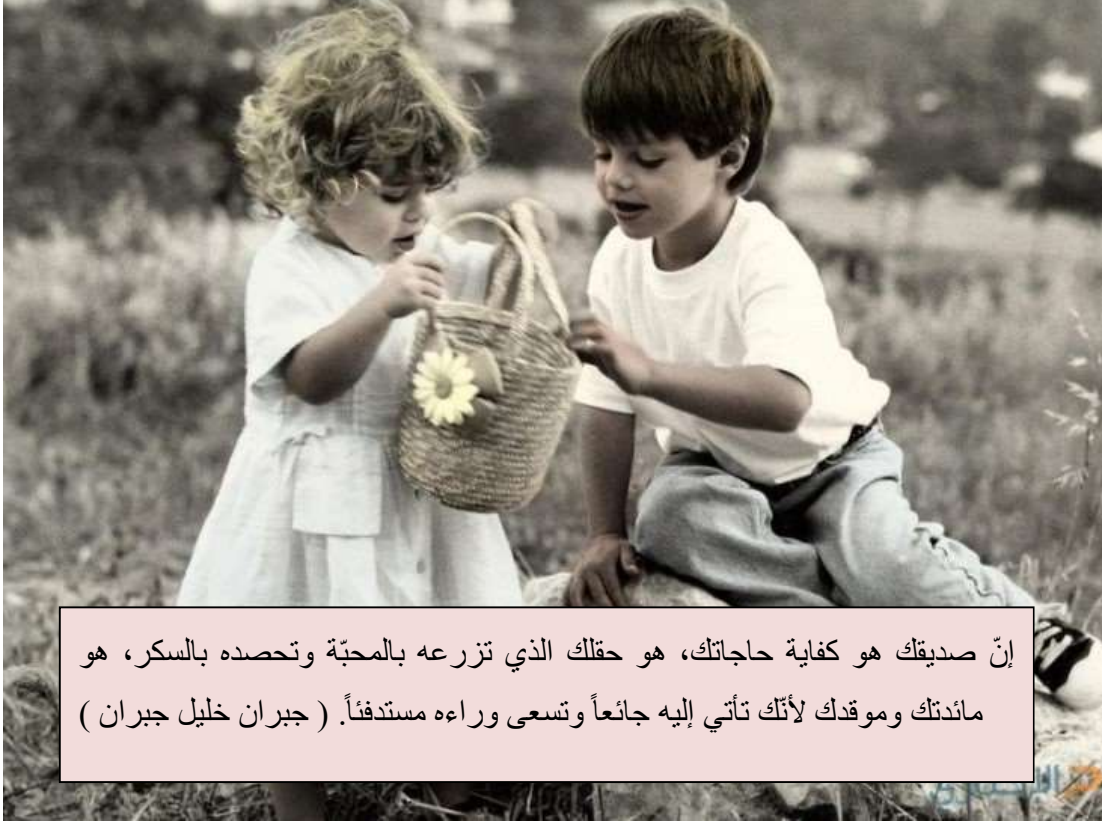 إنّ صديقك هو كفاية حاجاتك، هو حقلك الذي تزرعه بالمحبّة وتحصده بالسكر، هو
مائدتك وموقدك لأنّك تأتي إليه جائعاً وتسعى وراءه مستدفئاً. ( جبران خليل جبران )